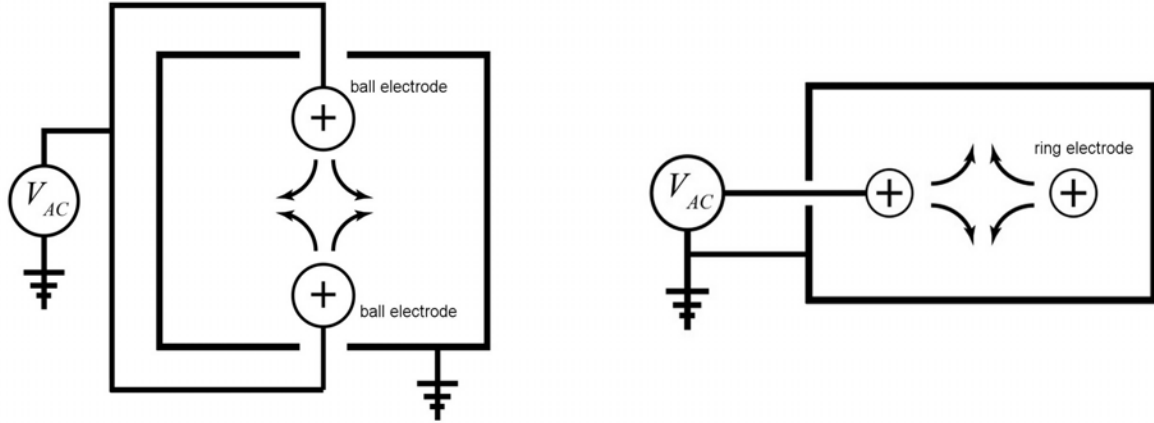 ball electrode
+
V_AC
+
ball electrode
ring electrode
V_AC
+
+